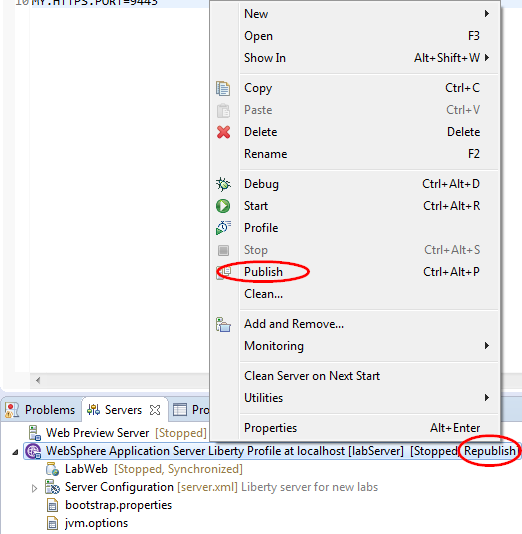 10 MY.HTTPS.PORT=9443
New
Open F3
Show In Alt+Shift+W
Copy Ctrl+C
Paste Ctrl+V
Delete Delete
Rename F2
Debug Ctrl+Alt+D
Start Ctrl+Alt+R
Profile
Stop Ctrl+Alt+S
Publish Ctrl+Alt+P
Clean...
Add and Remove...
Monitoring
Clean Server on Next Start
Utilities
Properties Alt+Enter
Problems Servers Pro
Web Preview Server [Stopped]
WebSphere Application Server Liberty Profile at localhost [labServer] [Stopped, Republish
LabWeb [Stopped, Synchronized]
Server Configuration [server.xml] Liberty server for new labs
bootstrap.properties
jvm.options